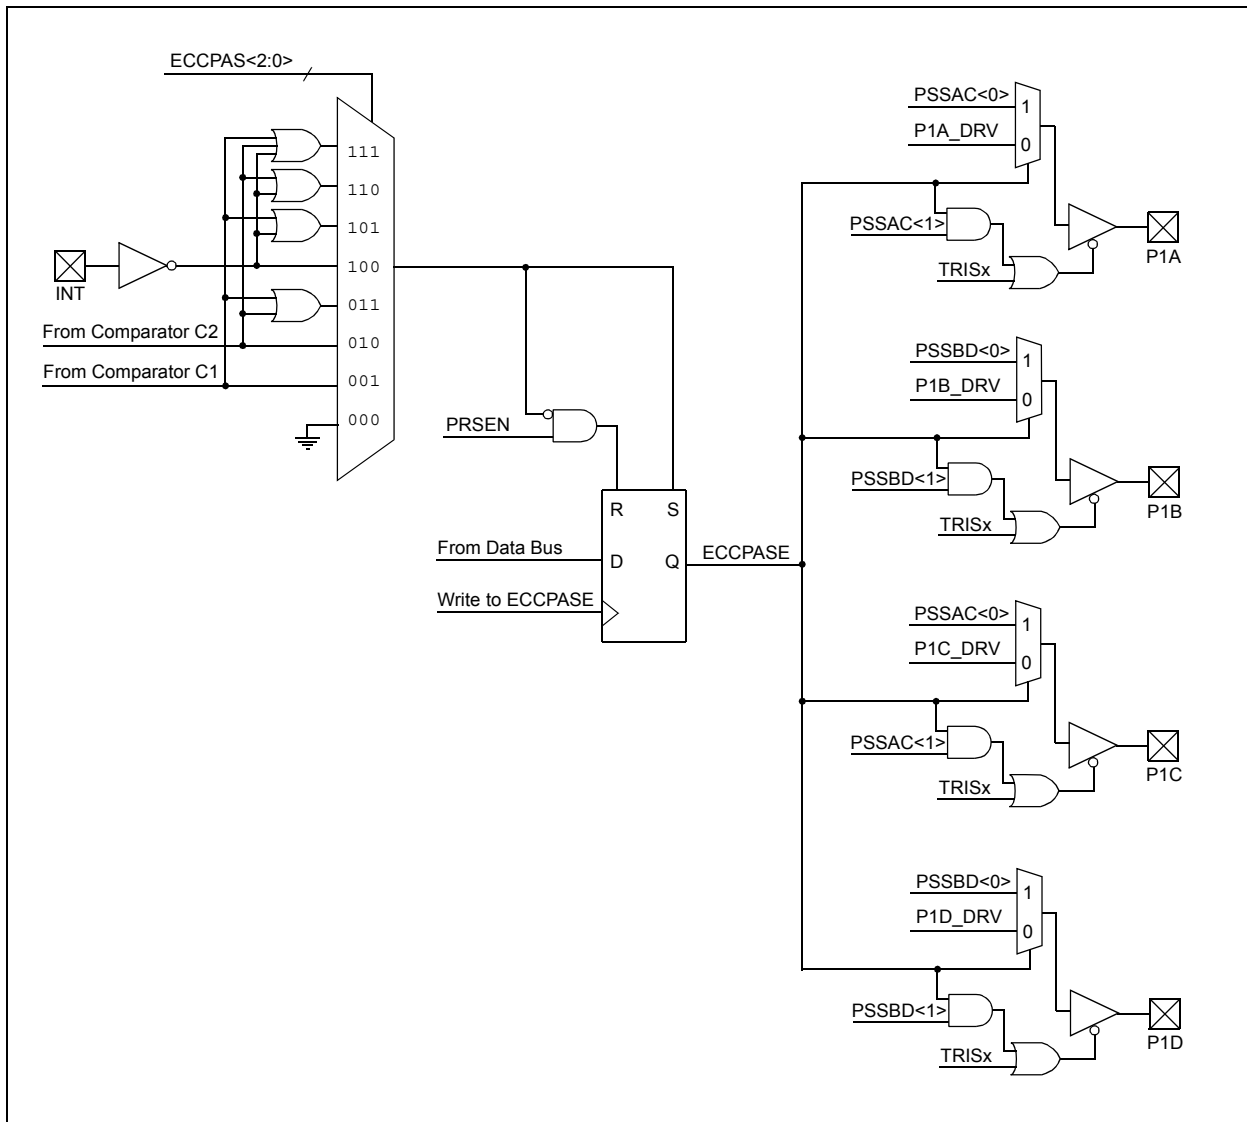 ECCPAS<2:0>
111
110
101
100
011
010
001
000
INT
From Comparator C2
From Comparator C1
PRSEN
R
S
From Data Bus
D
Q
ECCPASE
Write to ECCPASE
PSSAC<0>
1
P1A_DRV
0
PSSAC<1>
TRISx
P1A
PSSBD<0>
1
P1B_DRV
0
PSSBD<1>
TRISx
P1B
PSSAC<0>
1
P1C_DRV
0
PSSAC<1>
TRISx
P1C
PSSBD<0>
1
P1D_DRV
0
PSSBD<1>
TRISx
P1D